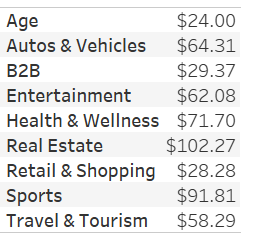 Age $24.00
Autos & Vehicles $64.31
B2B $29.37
Entertainment $62.08
Health & Wellness $71.70
Real Estate $102.27
Retail & Shopping $28.28
Sports $91.81
Travel & Tourism $58.29